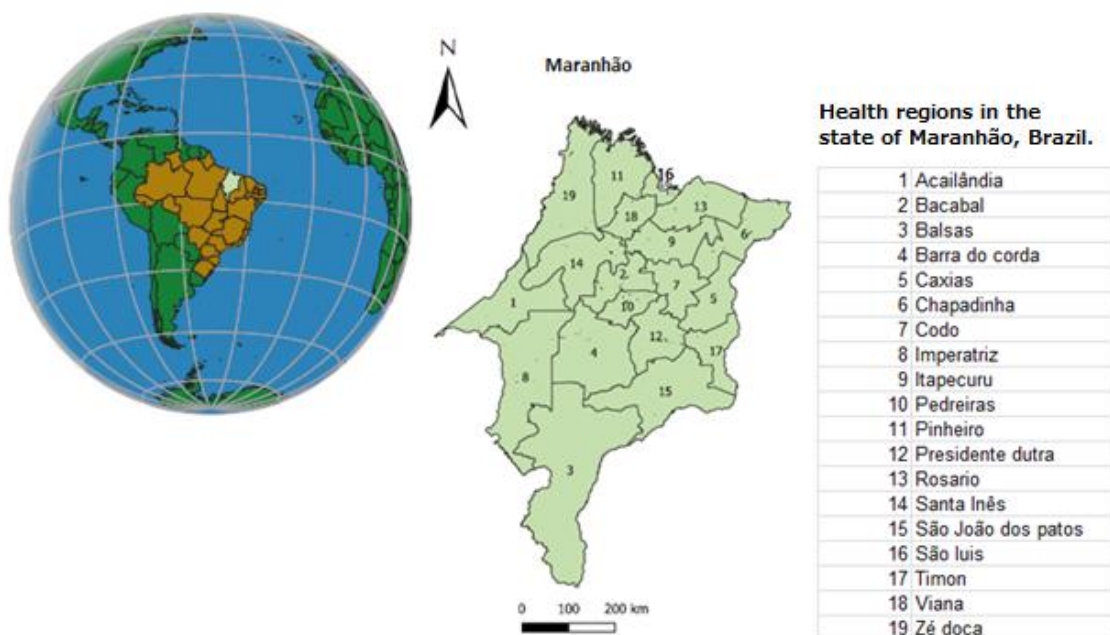 N
Maranhão
16
11
19
13
18
6
9
14
2
7
1
5
10
12
4
17
8
15
3
0 100 200 km
Health regions in the
state of Maranhão, Brazil.
1 Acailândia
2 Bacabal
3 Balsas
4 Barra do corda
5 Caxias
6 Chapadinha
7 Codo
8 Imperatriz
9 Itapecuru
10 Pedreiras
11 Pinheiro
12 Presidente dutra
13 Rosario
14 Santa Inês
15 São João dos patos
16 São luis
17 Timon
18 Viana
19 Zé doca